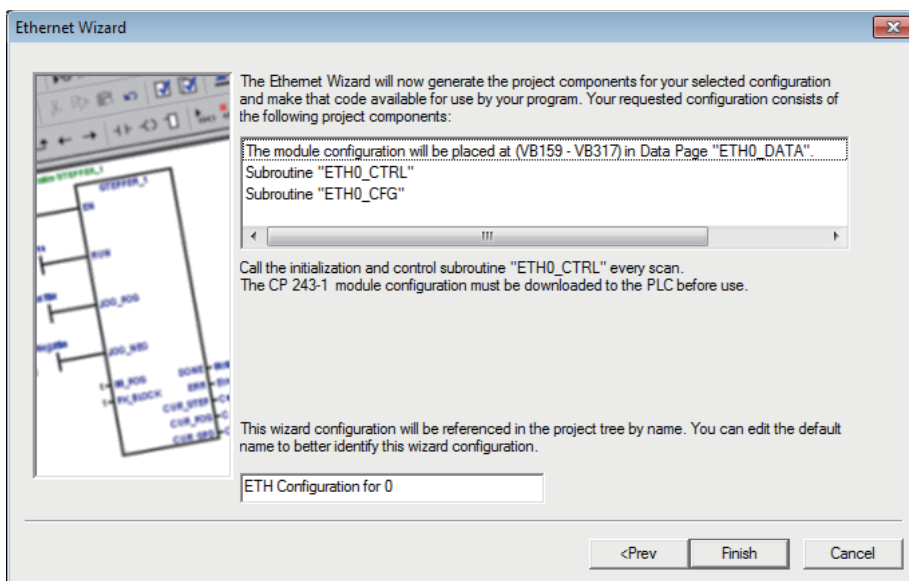 Ethernet Wizard
The Ethernet Wizard will now generate the project components for your selected configuration
and make that code available for use by your program. Your requested configuration consists of
the following project components:
The module configuration will be placed at (VB159 - VB317) in Data Page "ETH0_DATA".
Subroutine "ETH0_CTRL"
Subroutine "ETH0_CFG"
Call the initialization and control subroutine "ETH0_CTRL" every scan.
The CP 243-1 module configuration must be downloaded to the PLC before use.
This wizard configuration will be referenced in the project tree by name. You can edit the default
name to better identify this wizard configuration.
ETH Configuration for 0
<Prev
Finish
Cancel
STEPPER_1
EN
RUN
JOG_POS
JOG_NEG
DONE
ERR
CUR_STEP
CUR_POS
CUR_SPD